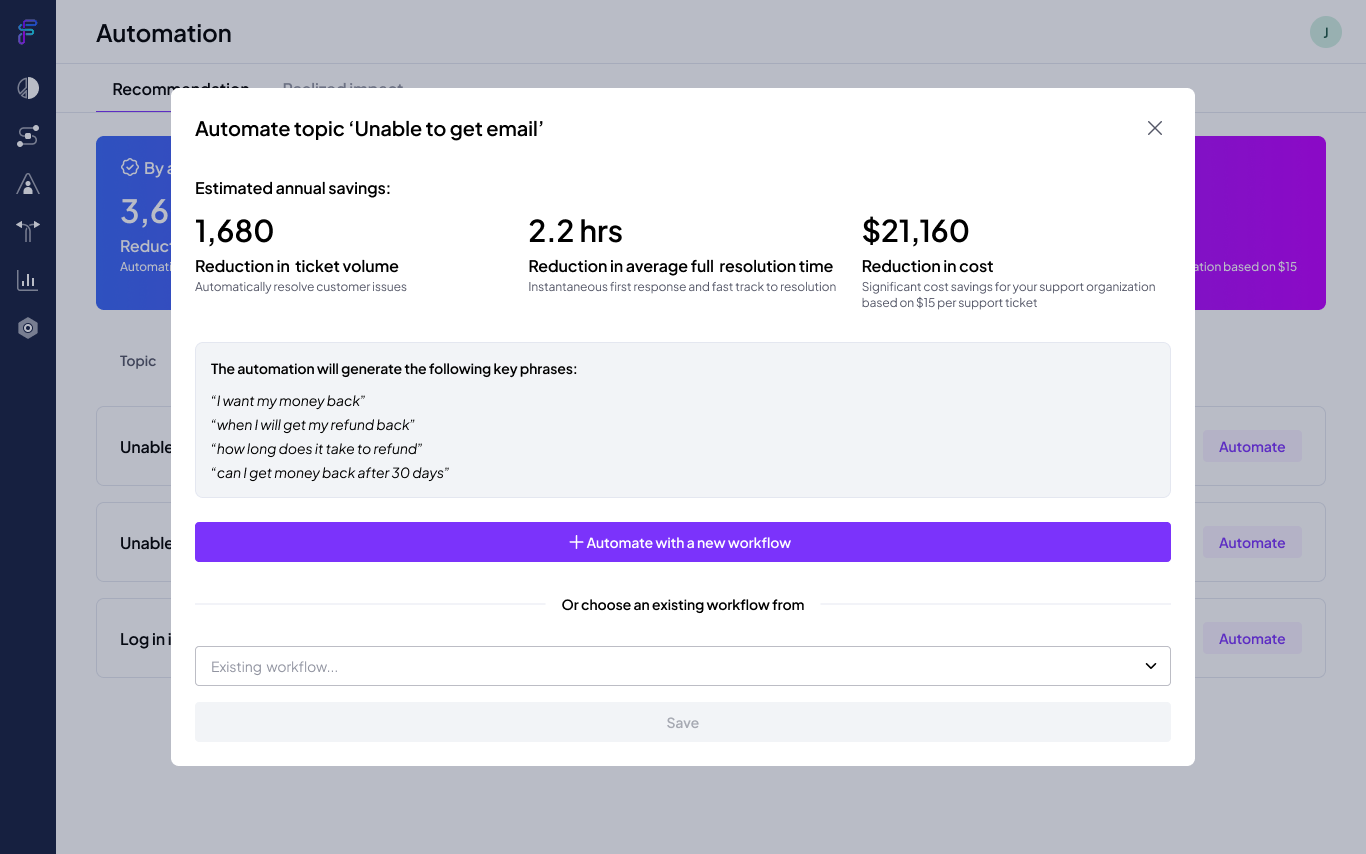 Automation
J
Recommendation Realized impact
Automate topic ‘Unable to get email’
By a
3,6
Reduct
Automati
ation based on $15
Estimated annual savings:
1,680
Reduction in ticket volume
Automatically resolve customer issues
2.2 hrs
Reduction in average full resolution time
Instantaneous first response and fast track to resolution
$21,160
Reduction in cost
Significant cost savings for your support organization
based on $15 per support ticket
The automation will generate the following key phrases:
“I want my money back”
“when I will get my refund back”
“how long does it take to refund”
“can I get money back after 30 days”
Topic
Unable
Automate
Unable
Automate
Log in i
Automate
+ Automate with a new workflow
Or choose an existing workflow from
Existing workflow...
Save